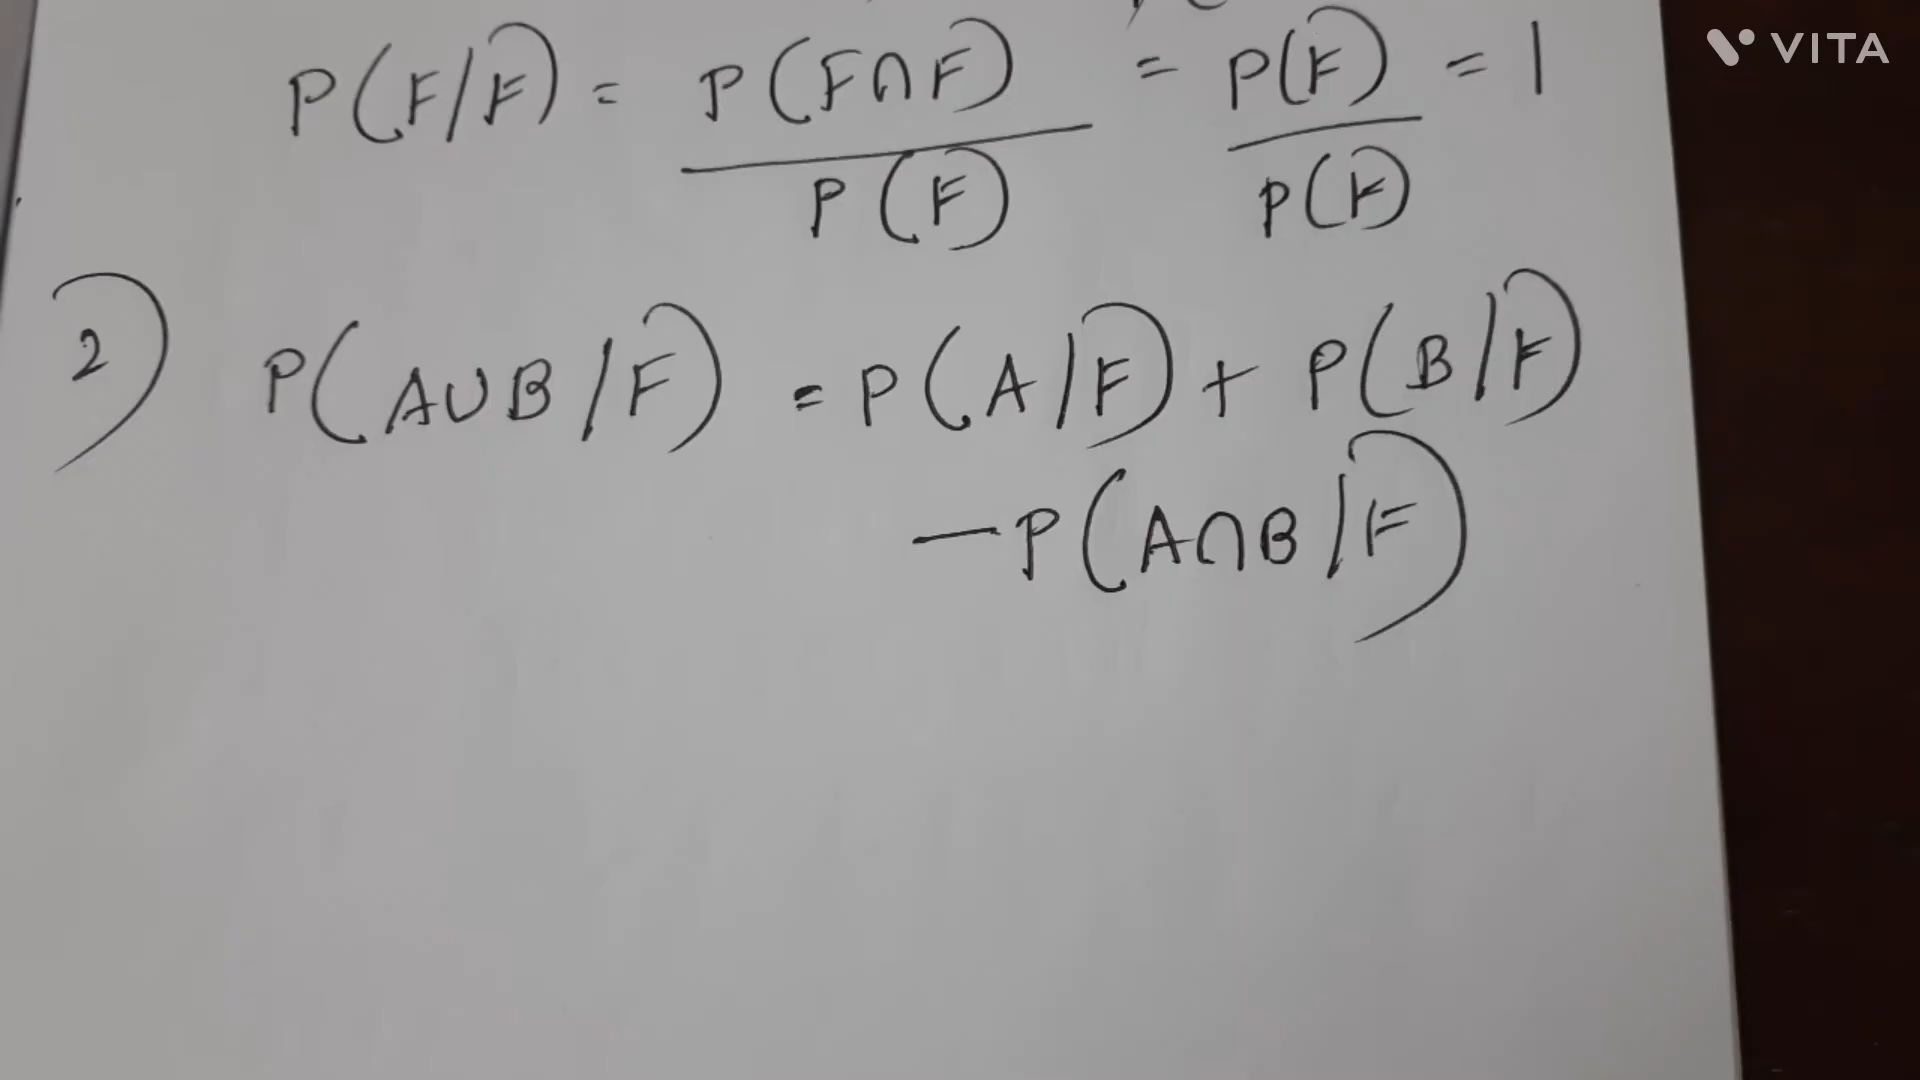 VITA
P(F/F) = P(F∩F) / P(F) = P(F) / P(F) = 1
2) P(A∪B/F) = P(A/F) + P(B/F)
— P(A∩B/F)